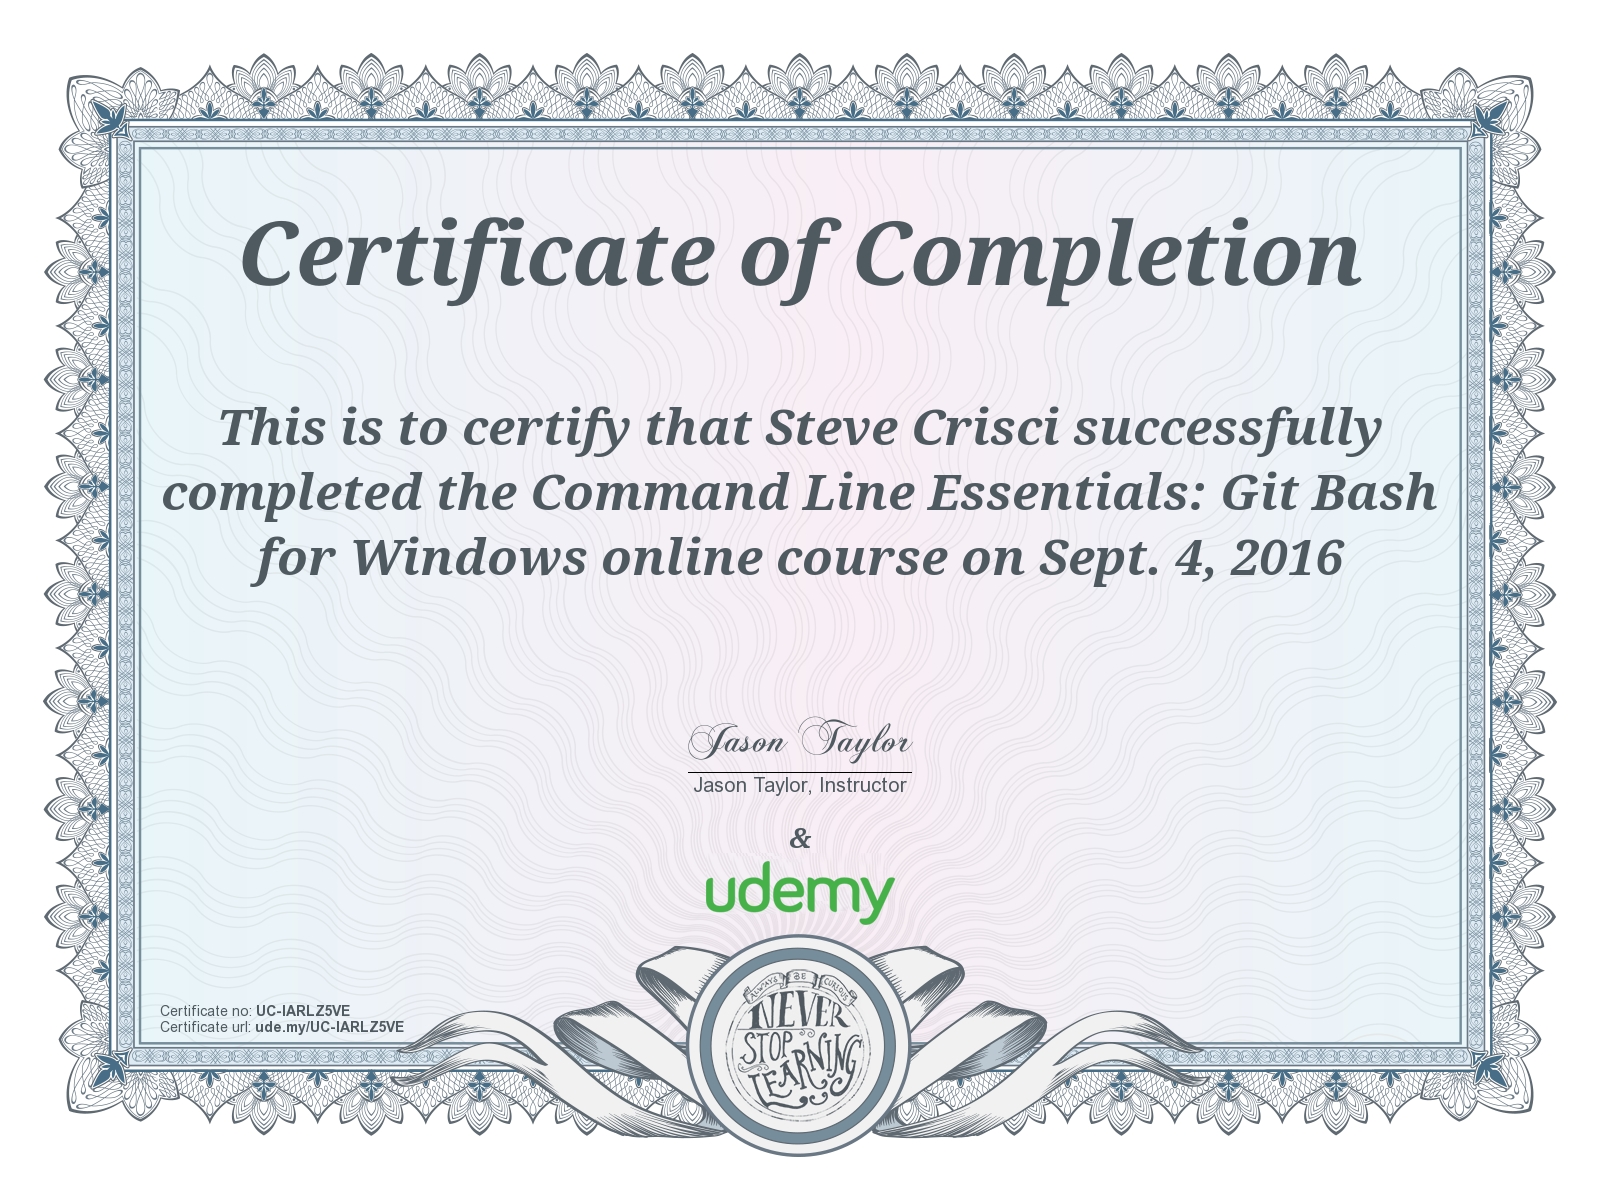 Certificate of Completion
This is to certify that Steve Crisci successfully
completed the Command Line Essentials: Git Bash
for Windows online course on Sept. 4, 2016
Jason Taylor
Jason Taylor, Instructor
&
udemy
Certificate no: UC-IARLZ5VE
Certificate url: ude.my/UC-IARLZ5VE
ALWAYS BE CURIOUS
NEVER
STOP
LEARNING